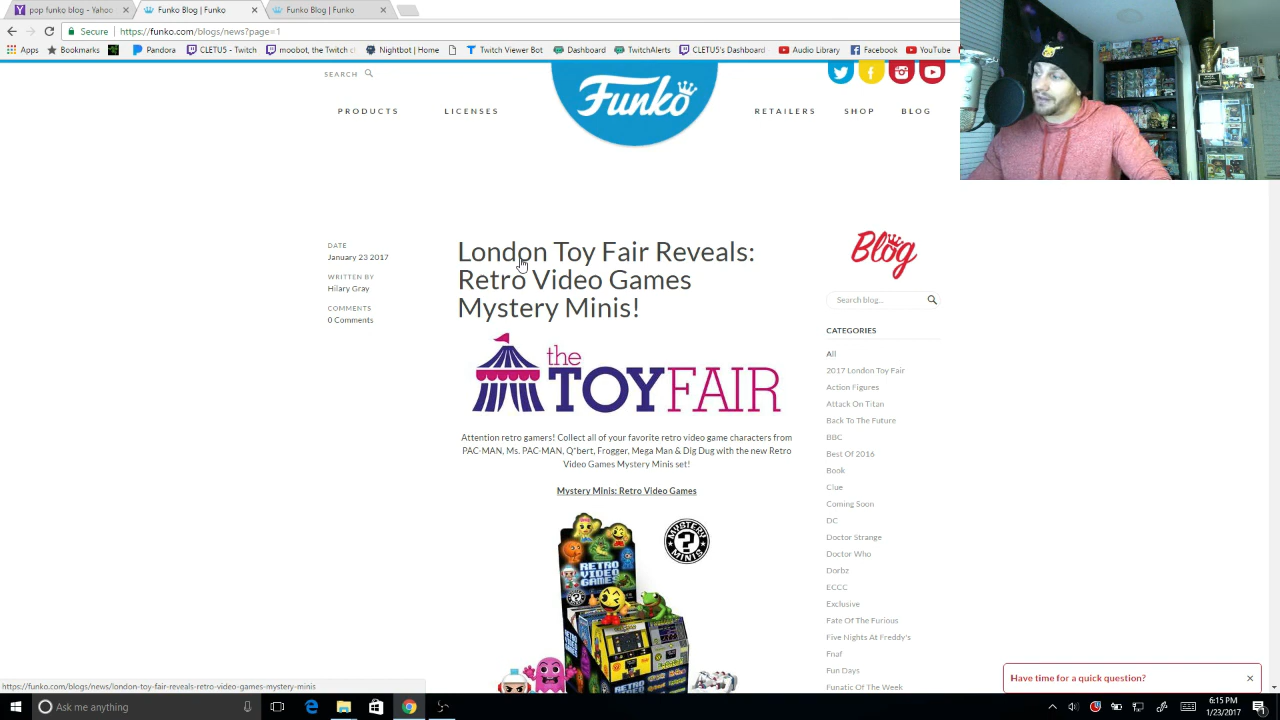 pop funko blogs - Yahoo
Funko Blog | Home
Funko Blog | Home
Secure
https://funko.com/blogs/news?page=1
Apps
Bookmarks
Pandora
CLETU5 - Twitch
moobot, the Twitch c
Nightbot | Home
Twitch Viewer Bot
Dashboard
TwitchAlerts
CLETU5's Dashboard
Audio Library
Facebook
YouTube
SEARCH
PRODUCTS
LICENSES
Funko
RETAILERS
SHOP
BLOG
DATE
January 23 2017
WRITTEN BY
Hilary Gray
COMMENTS
0 Comments
London Toy Fair Reveals:
Retro Video Games
Mystery Minis!
the
TOYFAIR
Attention retro gamers! Collect all of your favorite retro video game characters from
PAC-MAN, Ms. PAC-MAN, Q*bert, Frogger, Mega Man & Dig Dug with the new Retro
Video Games Mystery Minis set!
Mystery Minis: Retro Video Games
MYSTERY
?
MINIS
RETRO
VIDEO
GAMES
RETRO
Blog
Search blog...
CATEGORIES
All
2017 London Toy Fair
Action Figures
Attack On Titan
Back To The Future
BBC
Best Of 2016
Book
Clue
Coming Soon
DC
Doctor Strange
Doctor Who
Dorbz
ECCC
Exclusive
Fate Of The Furious
Five Nights At Freddy's
Fnaf
Fun Days
Funatic Of The Week
Have time for a quick question?
https://funko.com/blogs/news/london-toy-fair-reveals-retro-video-games-mystery-minis
Ask me anything
6:15 PM
1/23/2017